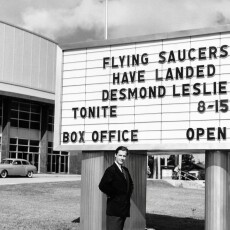 FLYING SAUCERS
HAVE LANDED
DESMOND LESLIE
TONITE 8-15
BOX OFFICE OPEN